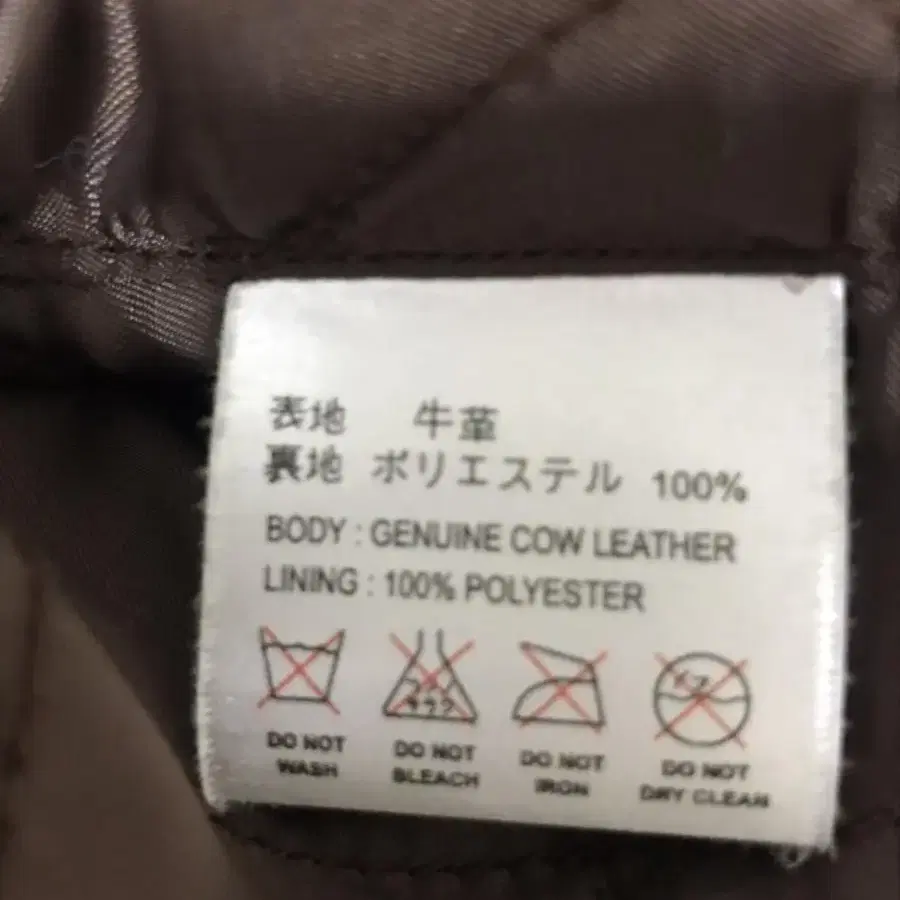 表地 牛革
裏地 ポリエステル 100%
BODY : GENUINE COW LEATHER
LINING : 100% POLYESTER
DO NOT WASH
DO NOT BLEACH
DO NOT IRON
DO NOT DRY CLEAN